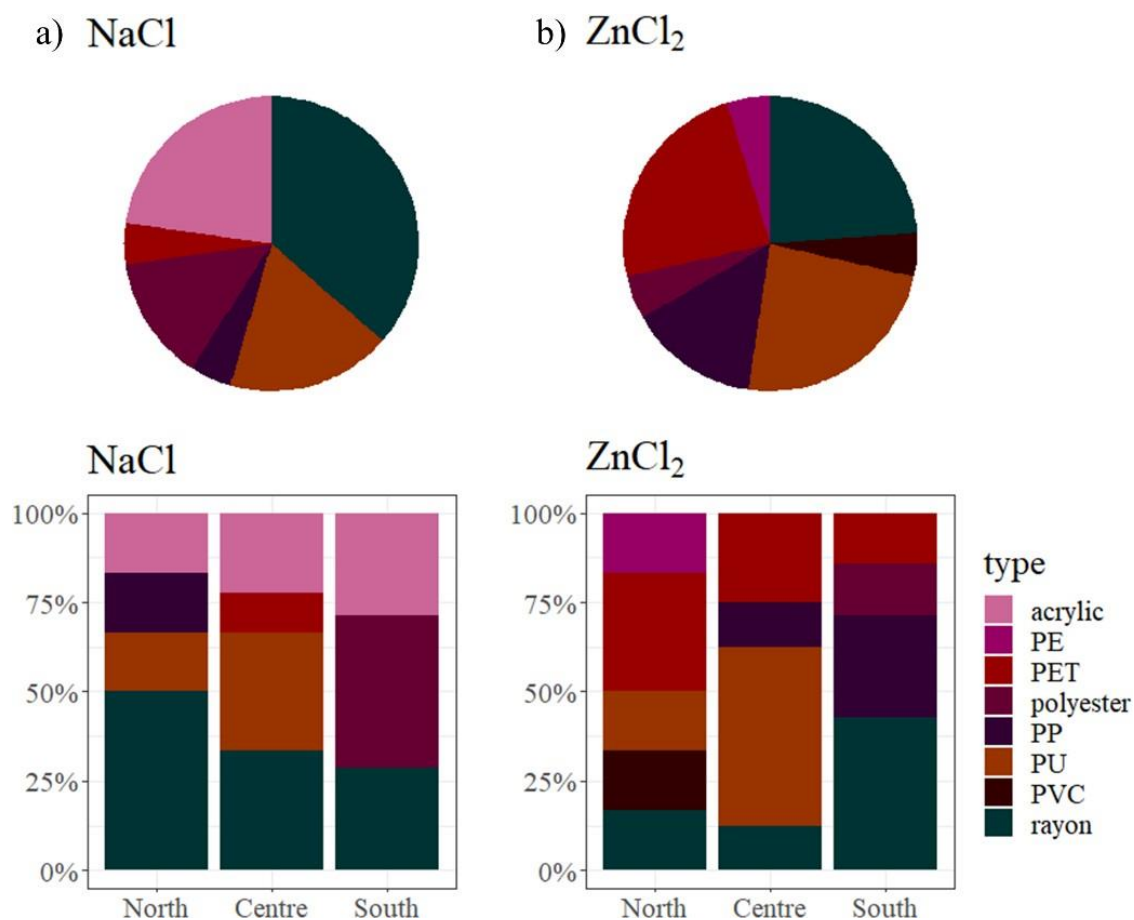 a) NaCl
b) ZnCl₂
NaCl
100%
75%
50%
25%
0%
North Centre South
ZnCl₂
100%
75%
50%
25%
0%
North Centre South
type
acrylic
PE
PET
polyester
PP
PU
PVC
rayon